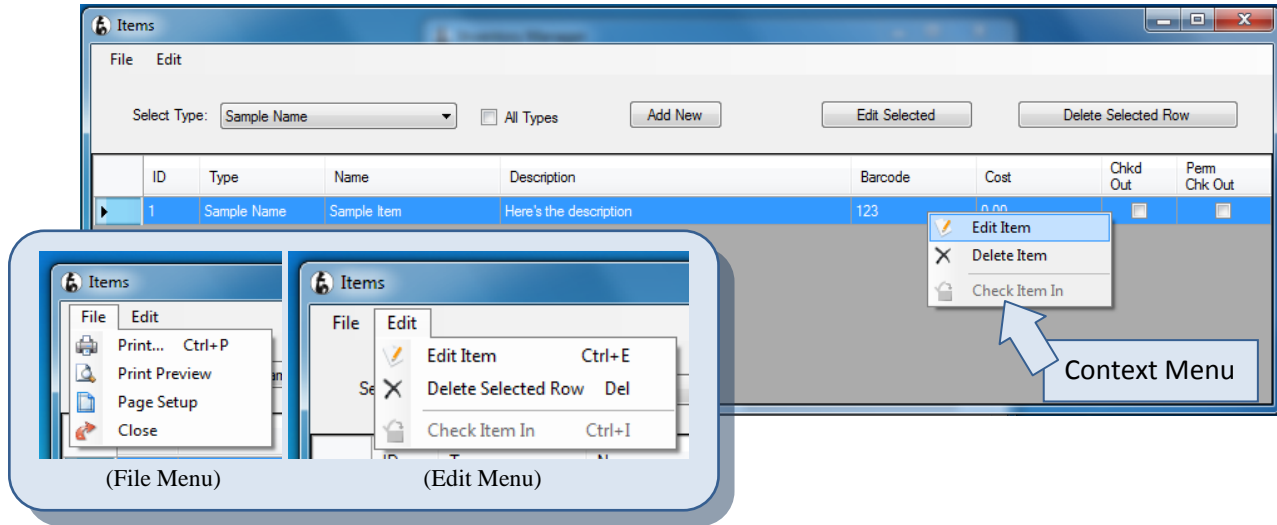 Items
File Edit
Select Type: Sample Name All Types Add New Edit Selected Delete Selected Row
ID Type Name Description Barcode Cost Chkd Out Perm Chk Out
1 Sample Name Sample Item Here's the description 123 0.00
Edit Item
Delete Item
Check Item In
Context Menu
Items
File Edit
Print... Ctrl+P
Print Preview
Page Setup
Close
(File Menu)
Items
File Edit
Edit Item Ctrl+E
Delete Selected Row Del
Check Item In Ctrl+I
(Edit Menu)